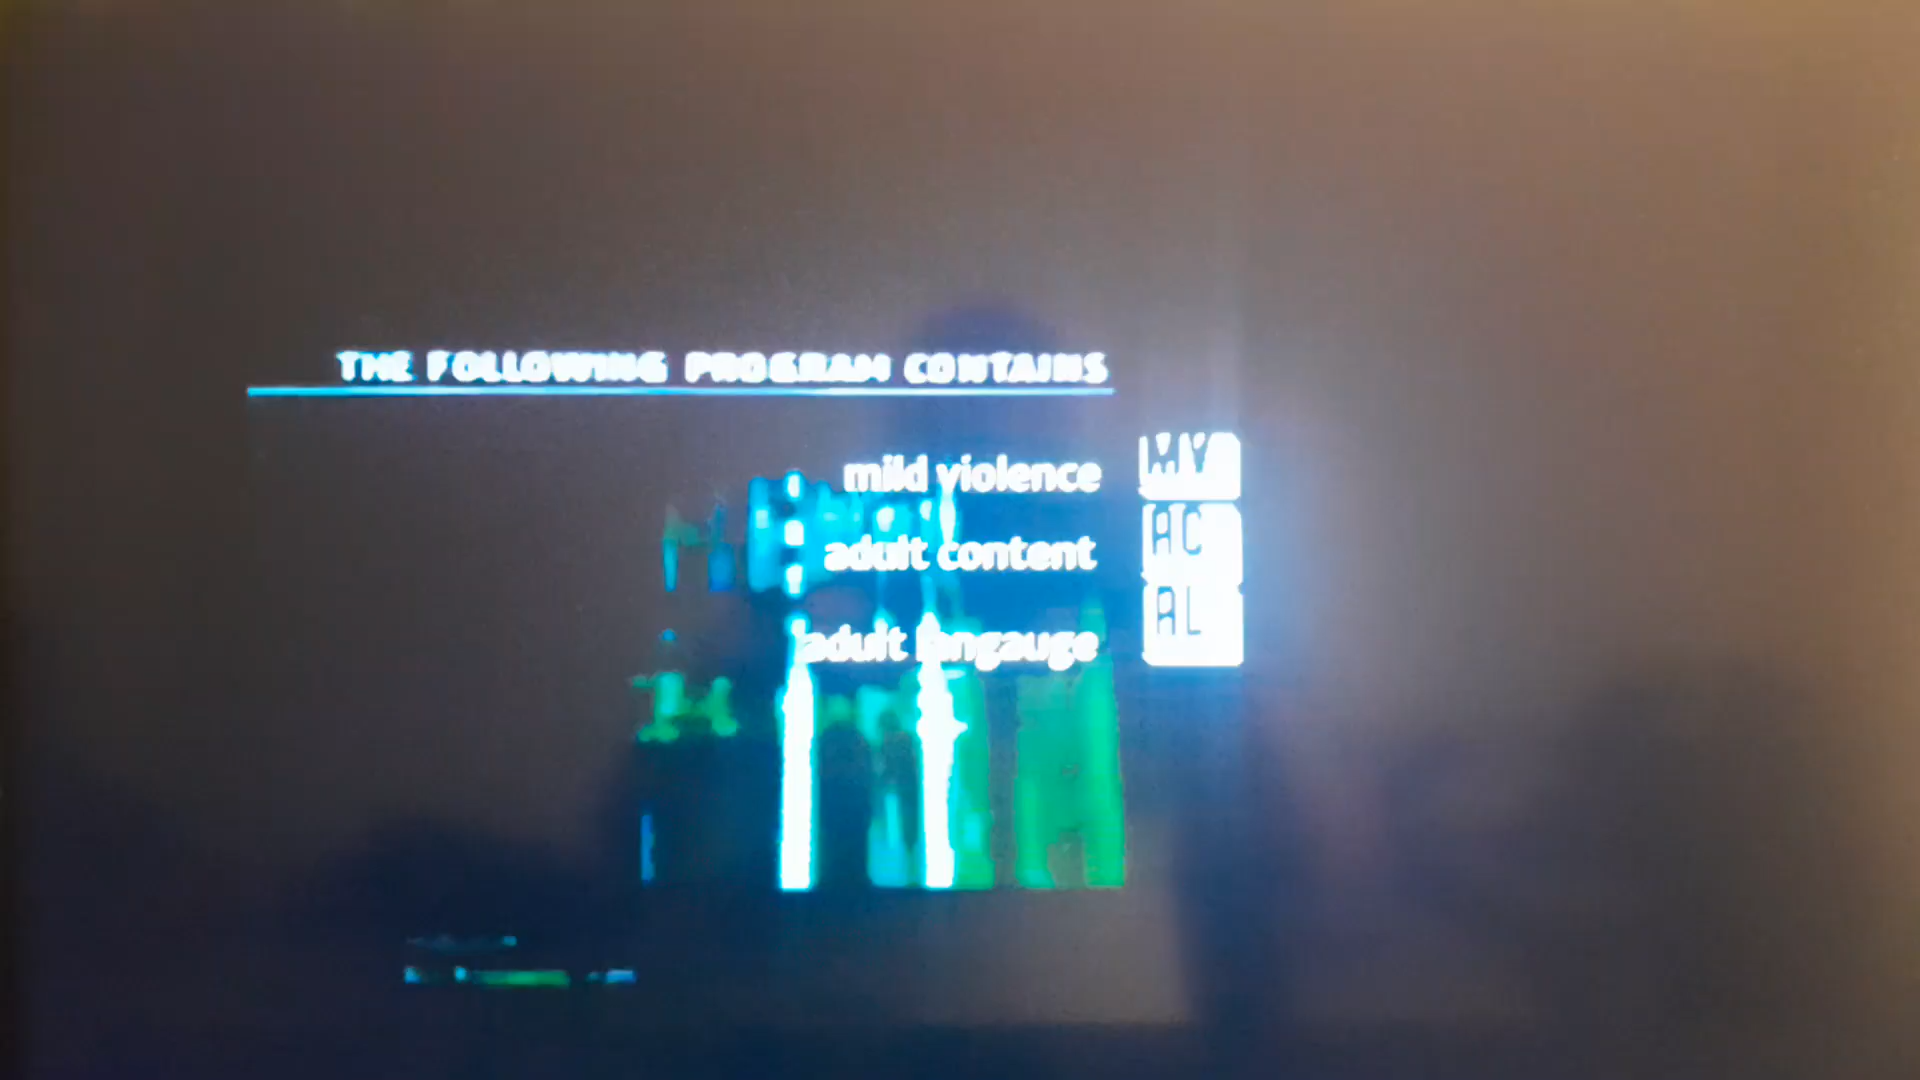 THE FOLLOWING PROGRAM CONTAINS
mild violence MV
adult content AC
adult langauge AL